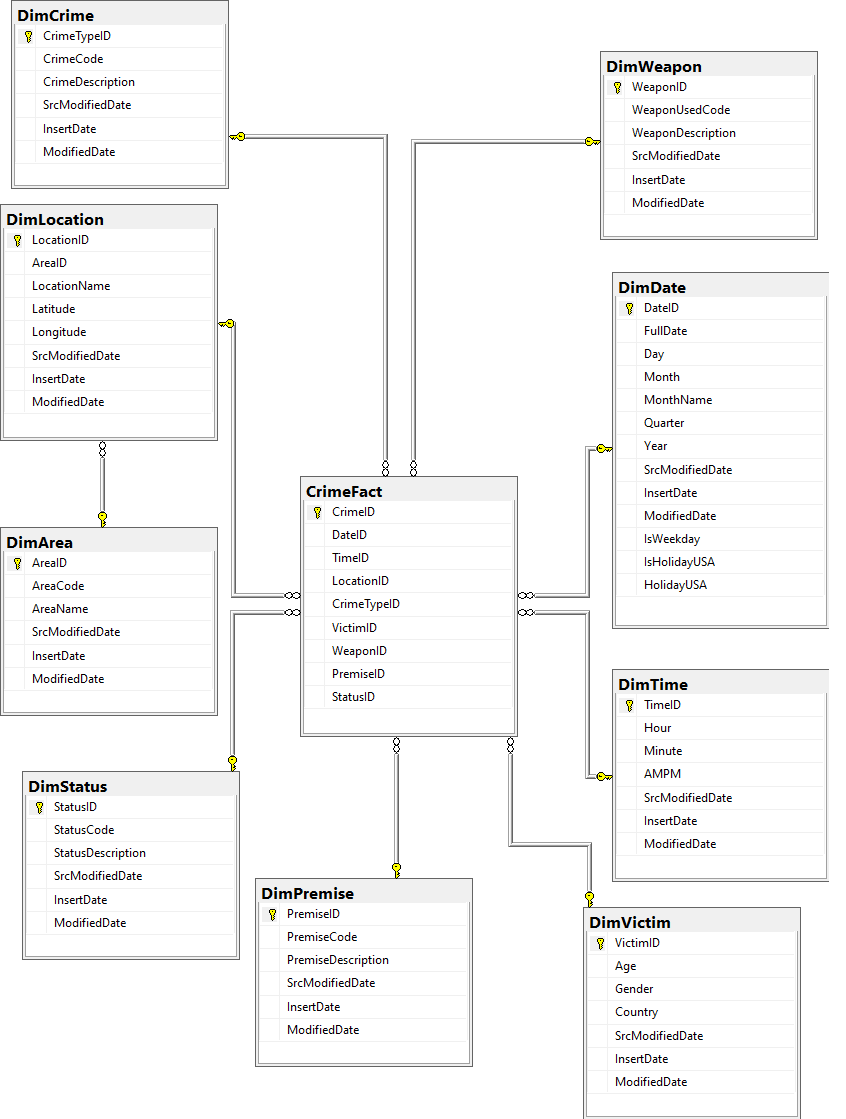 DimCrime
CrimeTypeID
CrimeCode
CrimeDescription
SrcModifiedDate
InsertDate
ModifiedDate
DimWeapon
WeaponID
WeaponUsedCode
WeaponDescription
SrcModifiedDate
InsertDate
ModifiedDate
DimLocation
LocationID
AreaID
LocationName
Latitude
Longitude
SrcModifiedDate
InsertDate
ModifiedDate
DimDate
DateID
FullDate
Day
Month
MonthName
Quarter
Year
SrcModifiedDate
InsertDate
ModifiedDate
IsWeekday
IsHolidayUSA
HolidayUSA
CrimeFact
CrimeID
DateID
TimeID
LocationID
CrimeTypeID
VictimID
WeaponID
PremiseID
StatusID
DimArea
AreaID
AreaCode
AreaName
SrcModifiedDate
InsertDate
ModifiedDate
DimTime
TimeID
Hour
Minute
AMPM
SrcModifiedDate
InsertDate
ModifiedDate
DimStatus
StatusID
StatusCode
StatusDescription
SrcModifiedDate
InsertDate
ModifiedDate
DimPremise
PremiseID
PremiseCode
PremiseDescription
SrcModifiedDate
InsertDate
ModifiedDate
DimVictim
VictimID
Age
Gender
Country
SrcModifiedDate
InsertDate
ModifiedDate